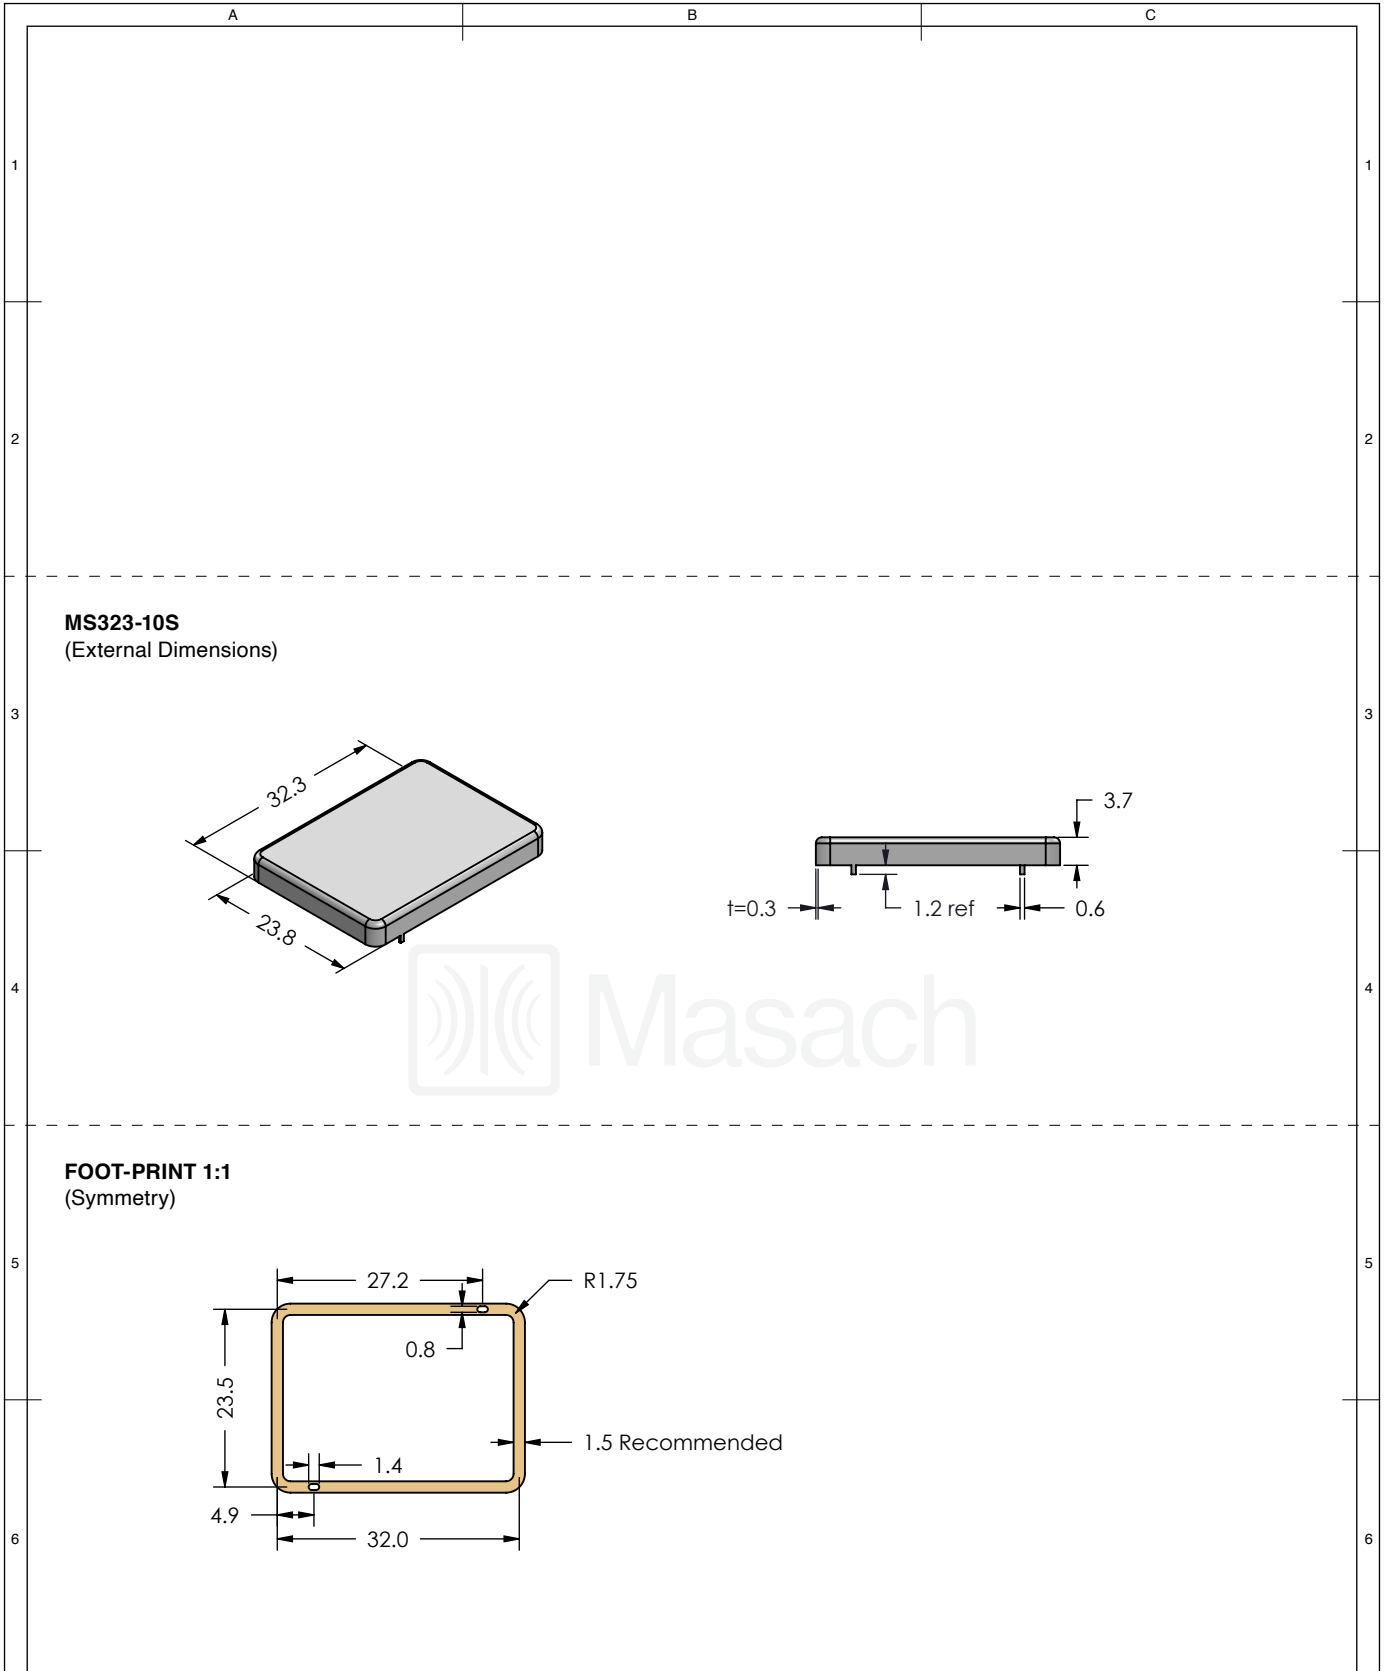 A B C
1 1
2 2
MS323-10S
(External Dimensions)
3 3
32.3
3.7
23.8
t=0.3 1.2 ref 0.6
4 4
Masach
FOOT-PRINT 1:1
(Symmetry)
5 5
27.2 R1.75
0.8
23.5
1.5 Recommended
1.4
4.9
32.0
6 6